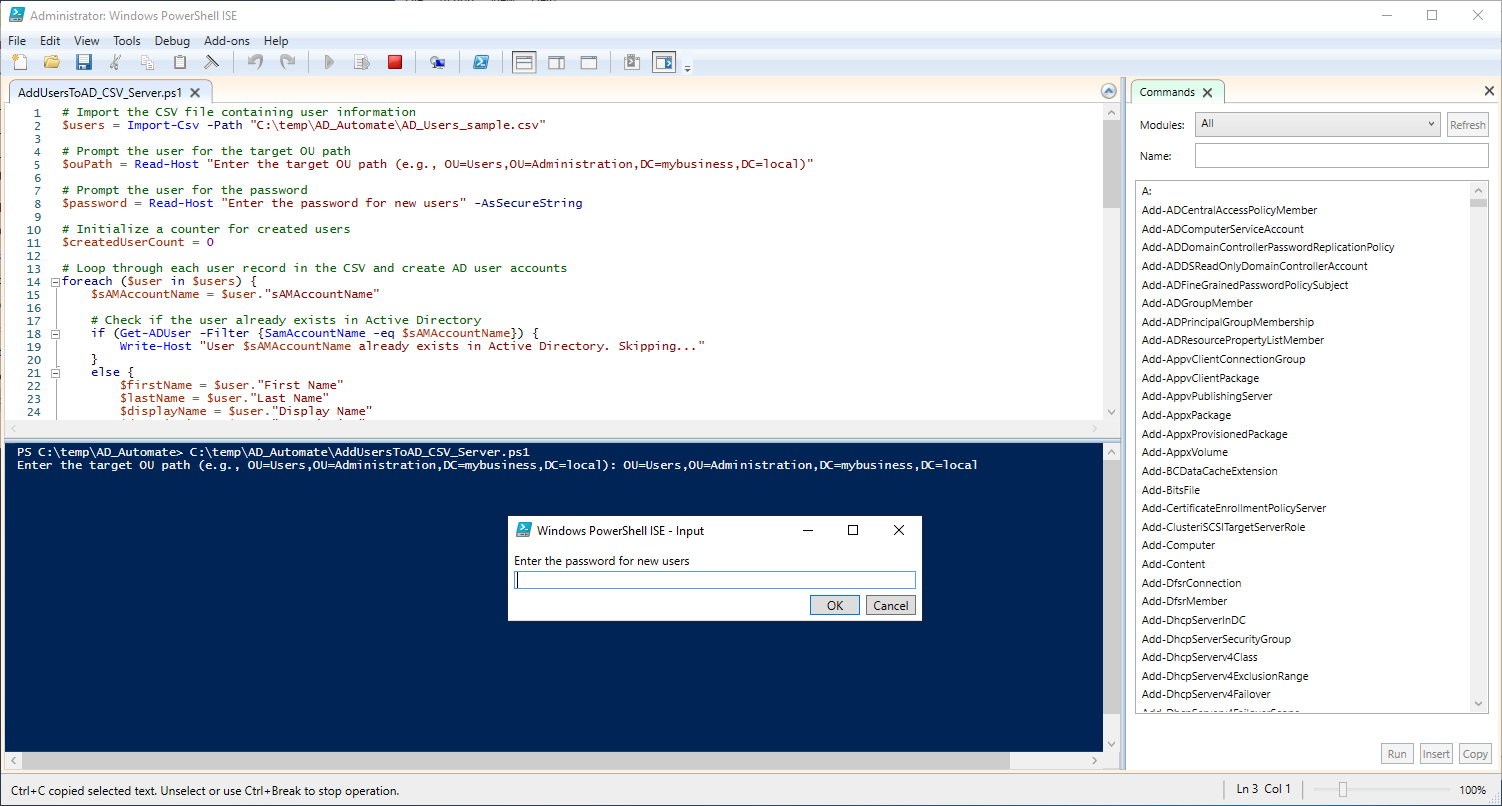 Administrator: Windows PowerShell ISE
File Edit View Tools Debug Add-ons Help
AddUsersToAD_CSV_Server.ps1
1 # Import the CSV file containing user information
2 $users = Import-Csv -Path "C:\temp\AD_Automate\AD_Users_sample.csv"
3
4 # Prompt the user for the target OU path
5 $ouPath = Read-Host "Enter the target OU path (e.g., OU=Users,OU=Administration,DC=mybusiness,DC=local)"
6
7 # Prompt the user for the password
8 $password = Read-Host "Enter the password for new users" -AsSecureString
9
10 # Initialize a counter for created users
11 $createdUserCount = 0
12
13 # Loop through each user record in the CSV and create AD user accounts
14 foreach ($user in $users) {
15 $sAMAccountName = $user."sAMAccountName"
16
17 # Check if the user already exists in Active Directory
18 if (Get-ADUser -Filter {SamAccountName -eq $sAMAccountName}) {
19 Write-Host "User $sAMAccountName already exists in Active Directory. Skipping..."
20 }
21 else {
22 $firstName = $user."First Name"
23 $lastName = $user."Last Name"
24 $displayName = $user."Display Name"
PS C:\temp\AD_Automate> C:\temp\AD_Automate\AddUsersToAD_CSV_Server.ps1
Enter the target OU path (e.g., OU=Users,OU=Administration,DC=mybusiness,DC=local): OU=Users,OU=Administration,DC=mybusiness,DC=local
Windows PowerShell ISE - Input
Enter the password for new users
OK Cancel
Commands
Modules: All Refresh
Name:
A:
Add-ADCentralAccessPolicyMember
Add-ADComputerServiceAccount
Add-ADDomainControllerPasswordReplicationPolicy
Add-ADDSReadOnlyDomainControllerAccount
Add-ADFineGrainedPasswordPolicySubject
Add-ADGroupMember
Add-ADPrincipalGroupMembership
Add-ADResourcePropertyListMember
Add-AppvClientConnectionGroup
Add-AppvClientPackage
Add-AppvPublishingServer
Add-AppxPackage
Add-AppxProvisionedPackage
Add-AppxVolume
Add-BCDataCacheExtension
Add-BitsFile
Add-CertificateEnrollmentPolicyServer
Add-ClusteriSCSITargetServerRole
Add-Computer
Add-Content
Add-DfsrConnection
Add-DfsrMember
Add-DhcpServerInDC
Add-DhcpServerSecurityGroup
Add-DhcpServerv4Class
Add-DhcpServerv4ExclusionRange
Add-DhcpServerv4Failover
Run Insert Copy
Ctrl+C copied selected text. Unselect or use Ctrl+Break to stop operation.
Ln 3 Col 1
100%